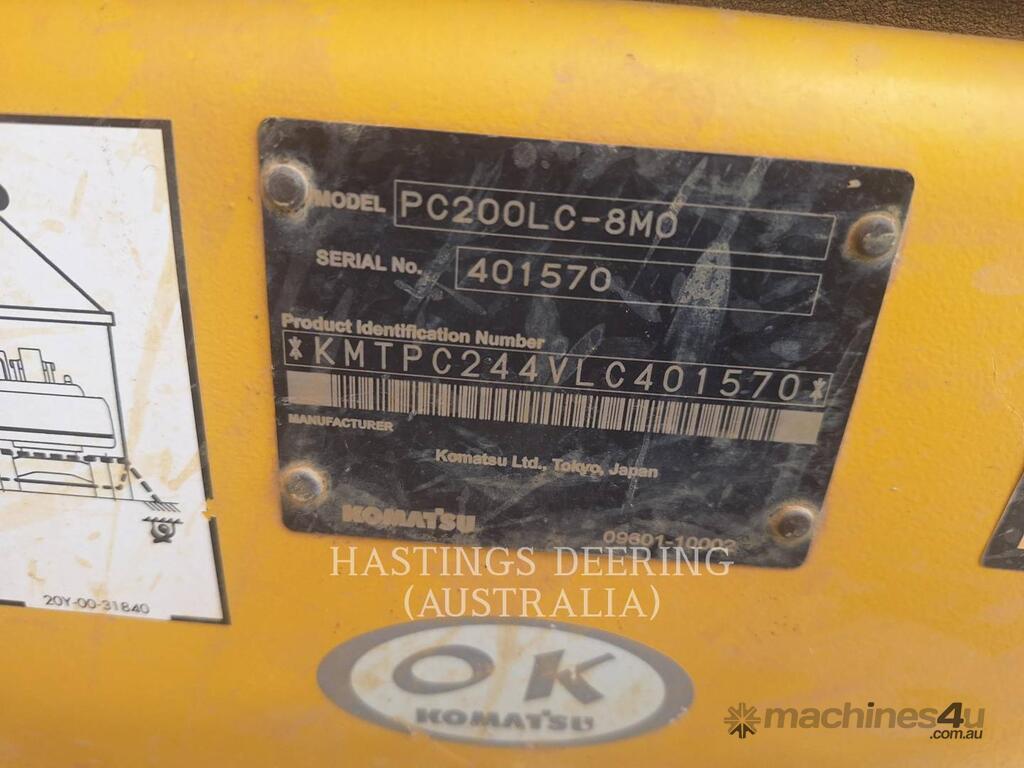 MODEL PC200LC-8M0
SERIAL No. 401570
Product Identification Number
*KMTPC244VLC401570*
MANUFACTURER
Komatsu Ltd., Tokyo, Japan
KOMATSU
09601-10002
HASTINGS DEERING
(AUSTRALIA)
20Y-00-31840
OK
KOMATSU
machines4u
.com.au